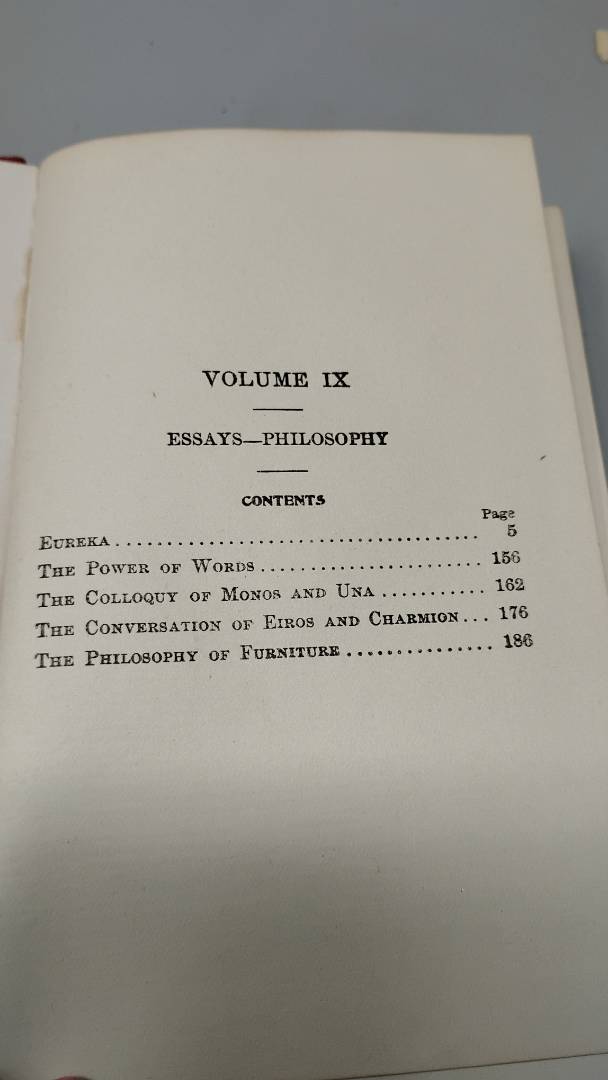 VOLUME IX
ESSAYS—PHILOSOPHY
CONTENTS
Page
EUREKA........................................ 5
THE POWER OF WORDS....................... 156
THE COLLOQUY OF MONOS AND UNA........... 162
THE CONVERSATION OF EIROS AND CHARMION... 176
THE PHILOSOPHY OF FURNITURE............... 186